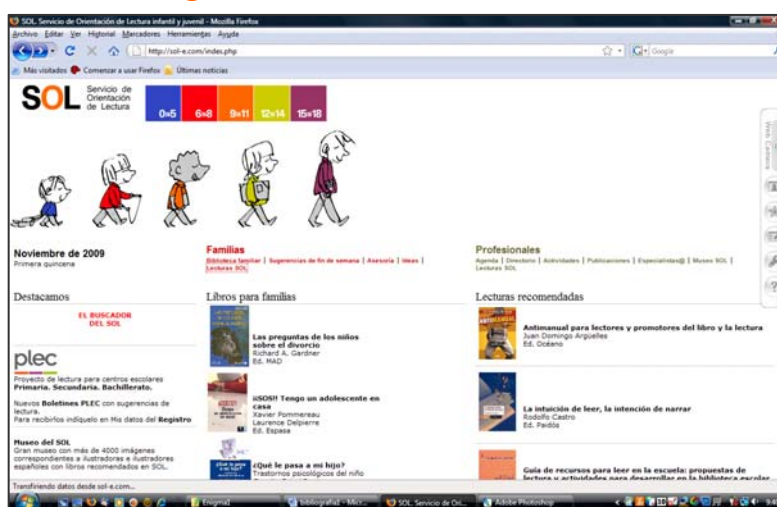 SOL. Servicio de Orientación de Lectura infantil y juvenil - Mozilla Firefox
Archivo Editar Ver Historial Marcadores Herramientas Ayuda
http://sol-e.com/index.php
Google
Más visitados Comenzar a usar Firefox Últimas noticias
SOL Servicio de
Orientación
de Lectura
0=5 6=8 9=11 12=14 15=18
Noviembre de 2009
Primera quincena
Familias
Biblioteca familiar | Sugerencias de fin de semana | Asesoría | Ideas |
Lecturas SOL
Profesionales
Agenda | Directorio | Actividades | Publicaciones | Especialistas@ | Museo SOL |
Lecturas SOL
Destacamos
EL BUSCADOR
DEL SOL
plec
Proyecto de lectura para centros escolares
Primaria. Secundaria. Bachillerato.
Nuevos Boletines PLEC con sugerencias de
lectura.
Para recibirlos indíquelo en Mis datos del Registro
Museo del SOL
Gran museo con más de 4000 imágenes
correspondientes a ilustradoras e ilustradores
españoles con libros recomendados en SOL.
Libros para familias
Las preguntas de los niños
sobre el divorcio
Richard A. Gardner
Ed. MAD
¡¡SOS!! Tengo un adolescente en
casa
Xavier Pommereau
Laurence Delpierre
Ed. Espasa
¿Qué le pasa a mi hijo?
Trastornos psicológicos del niño
Lecturas recomendadas
Antimanual para lectores y promotores del libro y la lectura
Juan Domingo Argüelles
Ed. Océano
La intuición de leer, la intención de narrar
Rodolfo Castro
Ed. Paidós
Guía de recursos para leer en la escuela: propuestas de
lectura y actividades para desarrollar en la biblioteca escolar
Transfiriendo datos desde sol-e.com...
Enigma1 bibliografia1 - Micr... SOL. Servicio de Ori... Adobe Photoshop